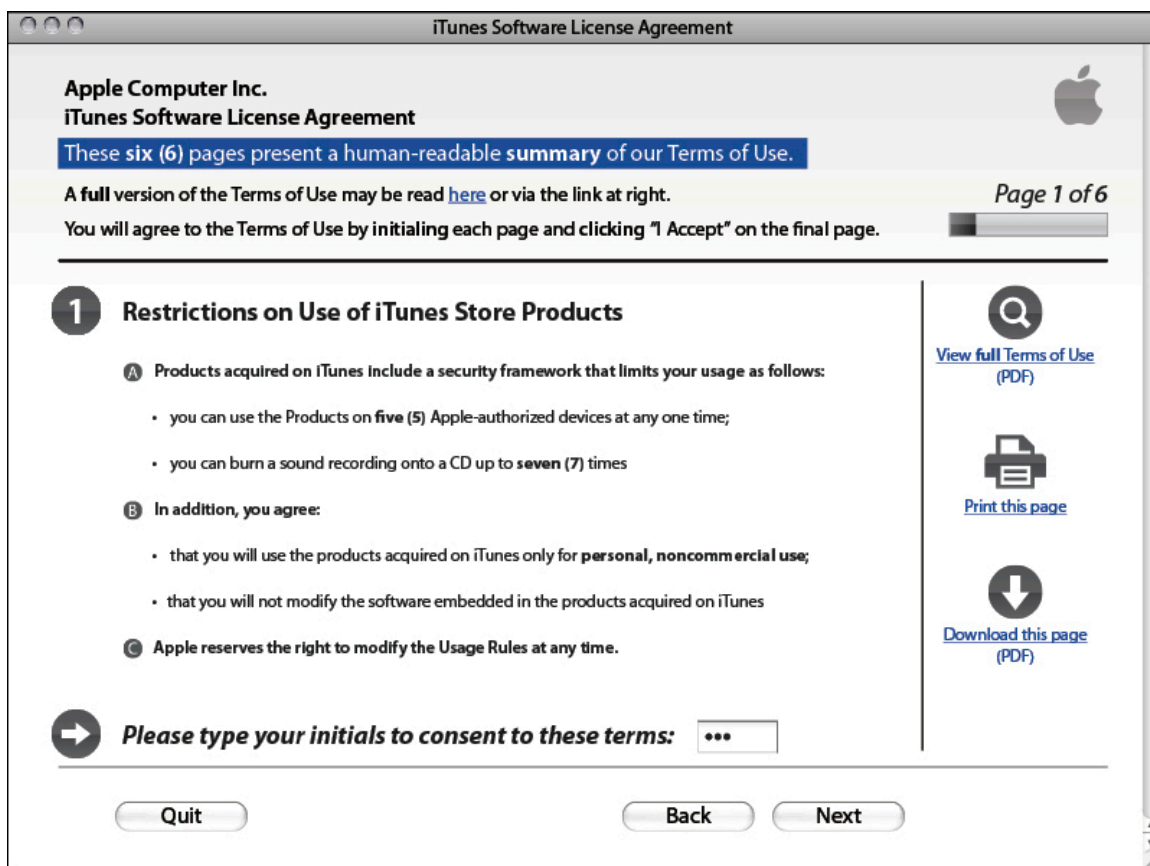 iTunes Software License Agreement
Apple Computer Inc.
iTunes Software License Agreement
These six (6) pages present a human-readable summary of our Terms of Use.
A full version of the Terms of Use may be read here or via the link at right.
You will agree to the Terms of Use by initialing each page and clicking "I Accept" on the final page.
Page 1 of 6
1 Restrictions on Use of iTunes Store Products
A Products acquired on iTunes include a security framework that limits your usage as follows:
• you can use the Products on five (5) Apple-authorized devices at any one time;
• you can burn a sound recording onto a CD up to seven (7) times
B In addition, you agree:
• that you will use the products acquired on iTunes only for personal, noncommercial use;
• that you will not modify the software embedded in the products acquired on iTunes
C Apple reserves the right to modify the Usage Rules at any time.
View full Terms of Use
(PDF)
Print this page
Download this page
(PDF)
Please type your initials to consent to these terms: •••
Quit
Back
Next